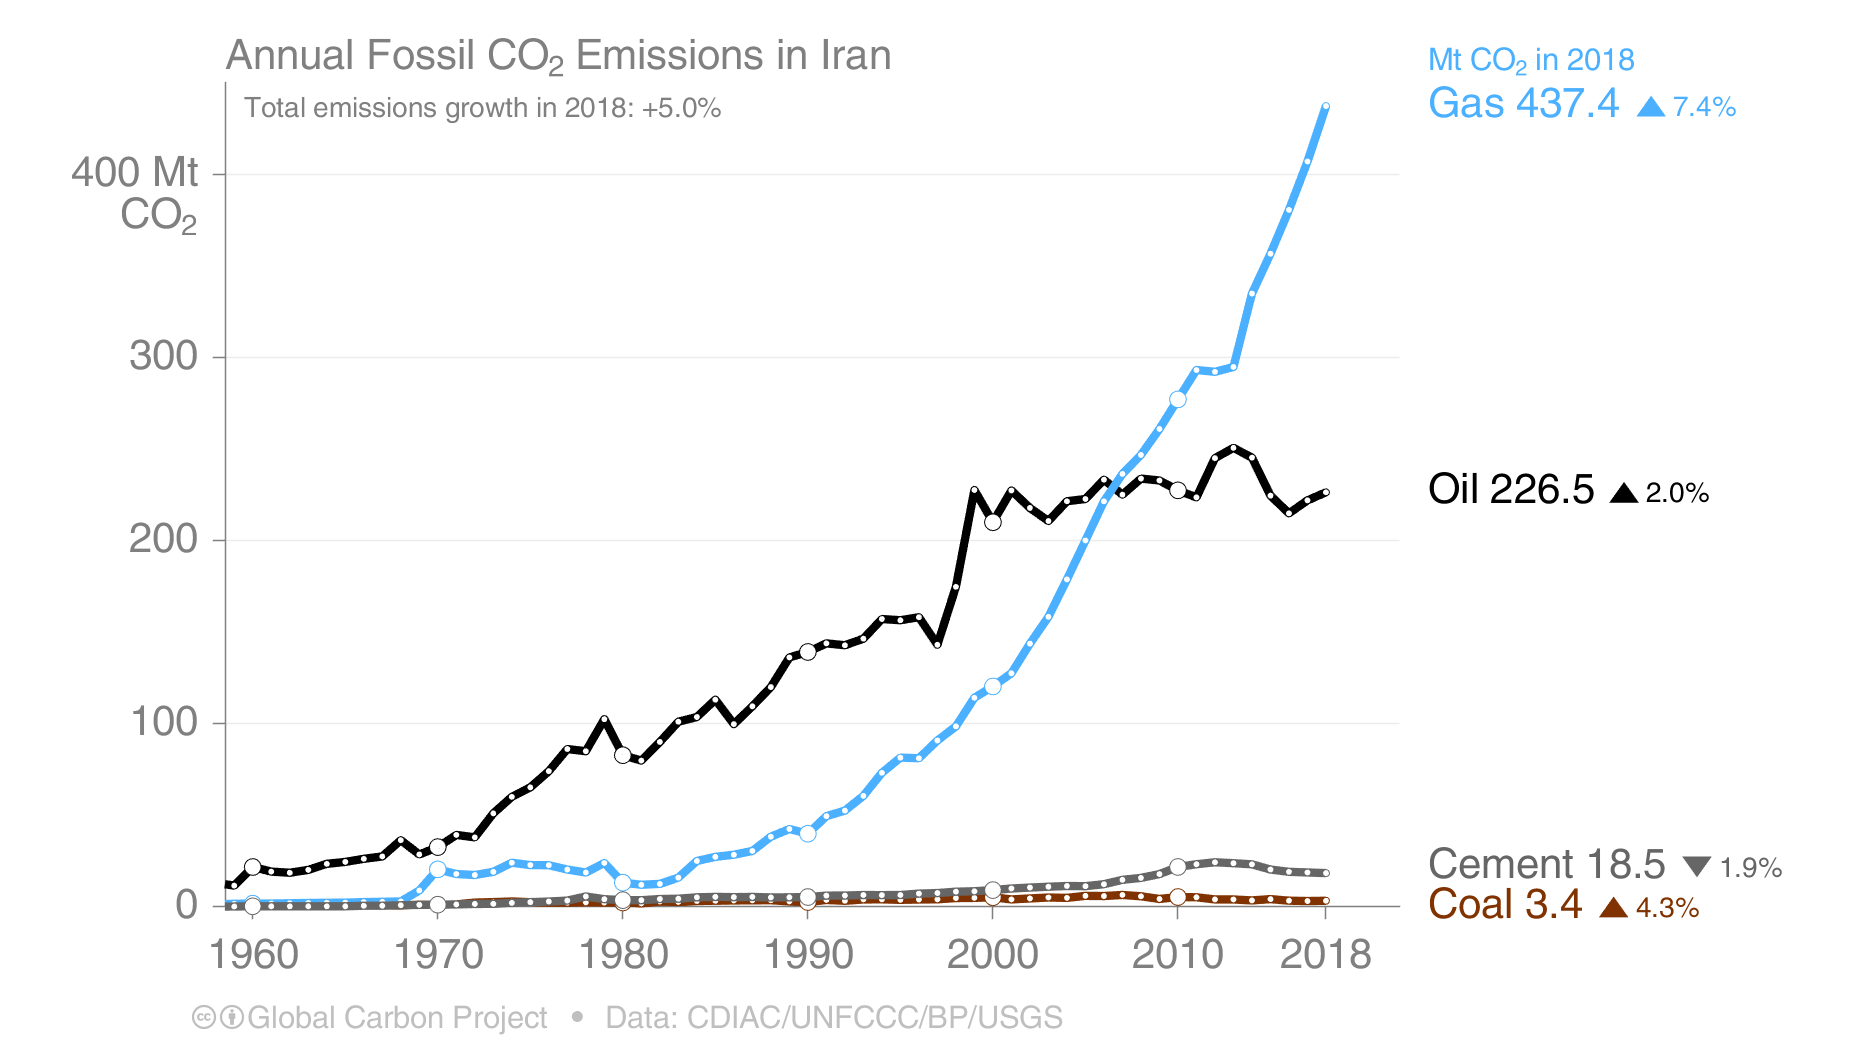 Annual Fossil CO₂ Emissions in Iran
Total emissions growth in 2018: +5.0%
Mt CO₂ in 2018
Gas 437.4 ▲ 7.4%
400 Mt
CO₂
300
200
100
0
Oil 226.5 ▲ 2.0%
Cement 18.5 ▼ 1.9%
Coal 3.4 ▲ 4.3%
1960 1970 1980 1990 2000 2010 2018
cc Global Carbon Project • Data: CDIAC/UNFCCC/BP/USGS